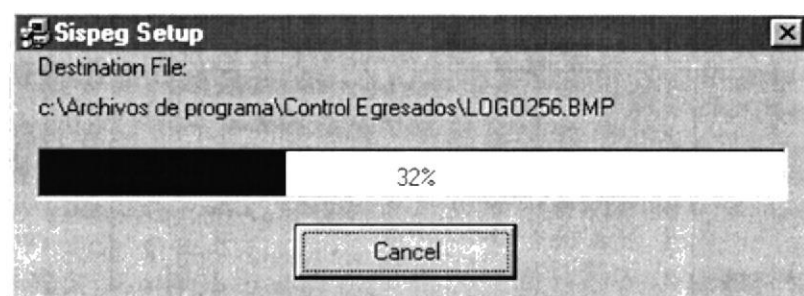 Sispeg Setup
Destination File:
c:\Archivos de programa\Control Egresados\LOGO256.BMP
32%
Cancel